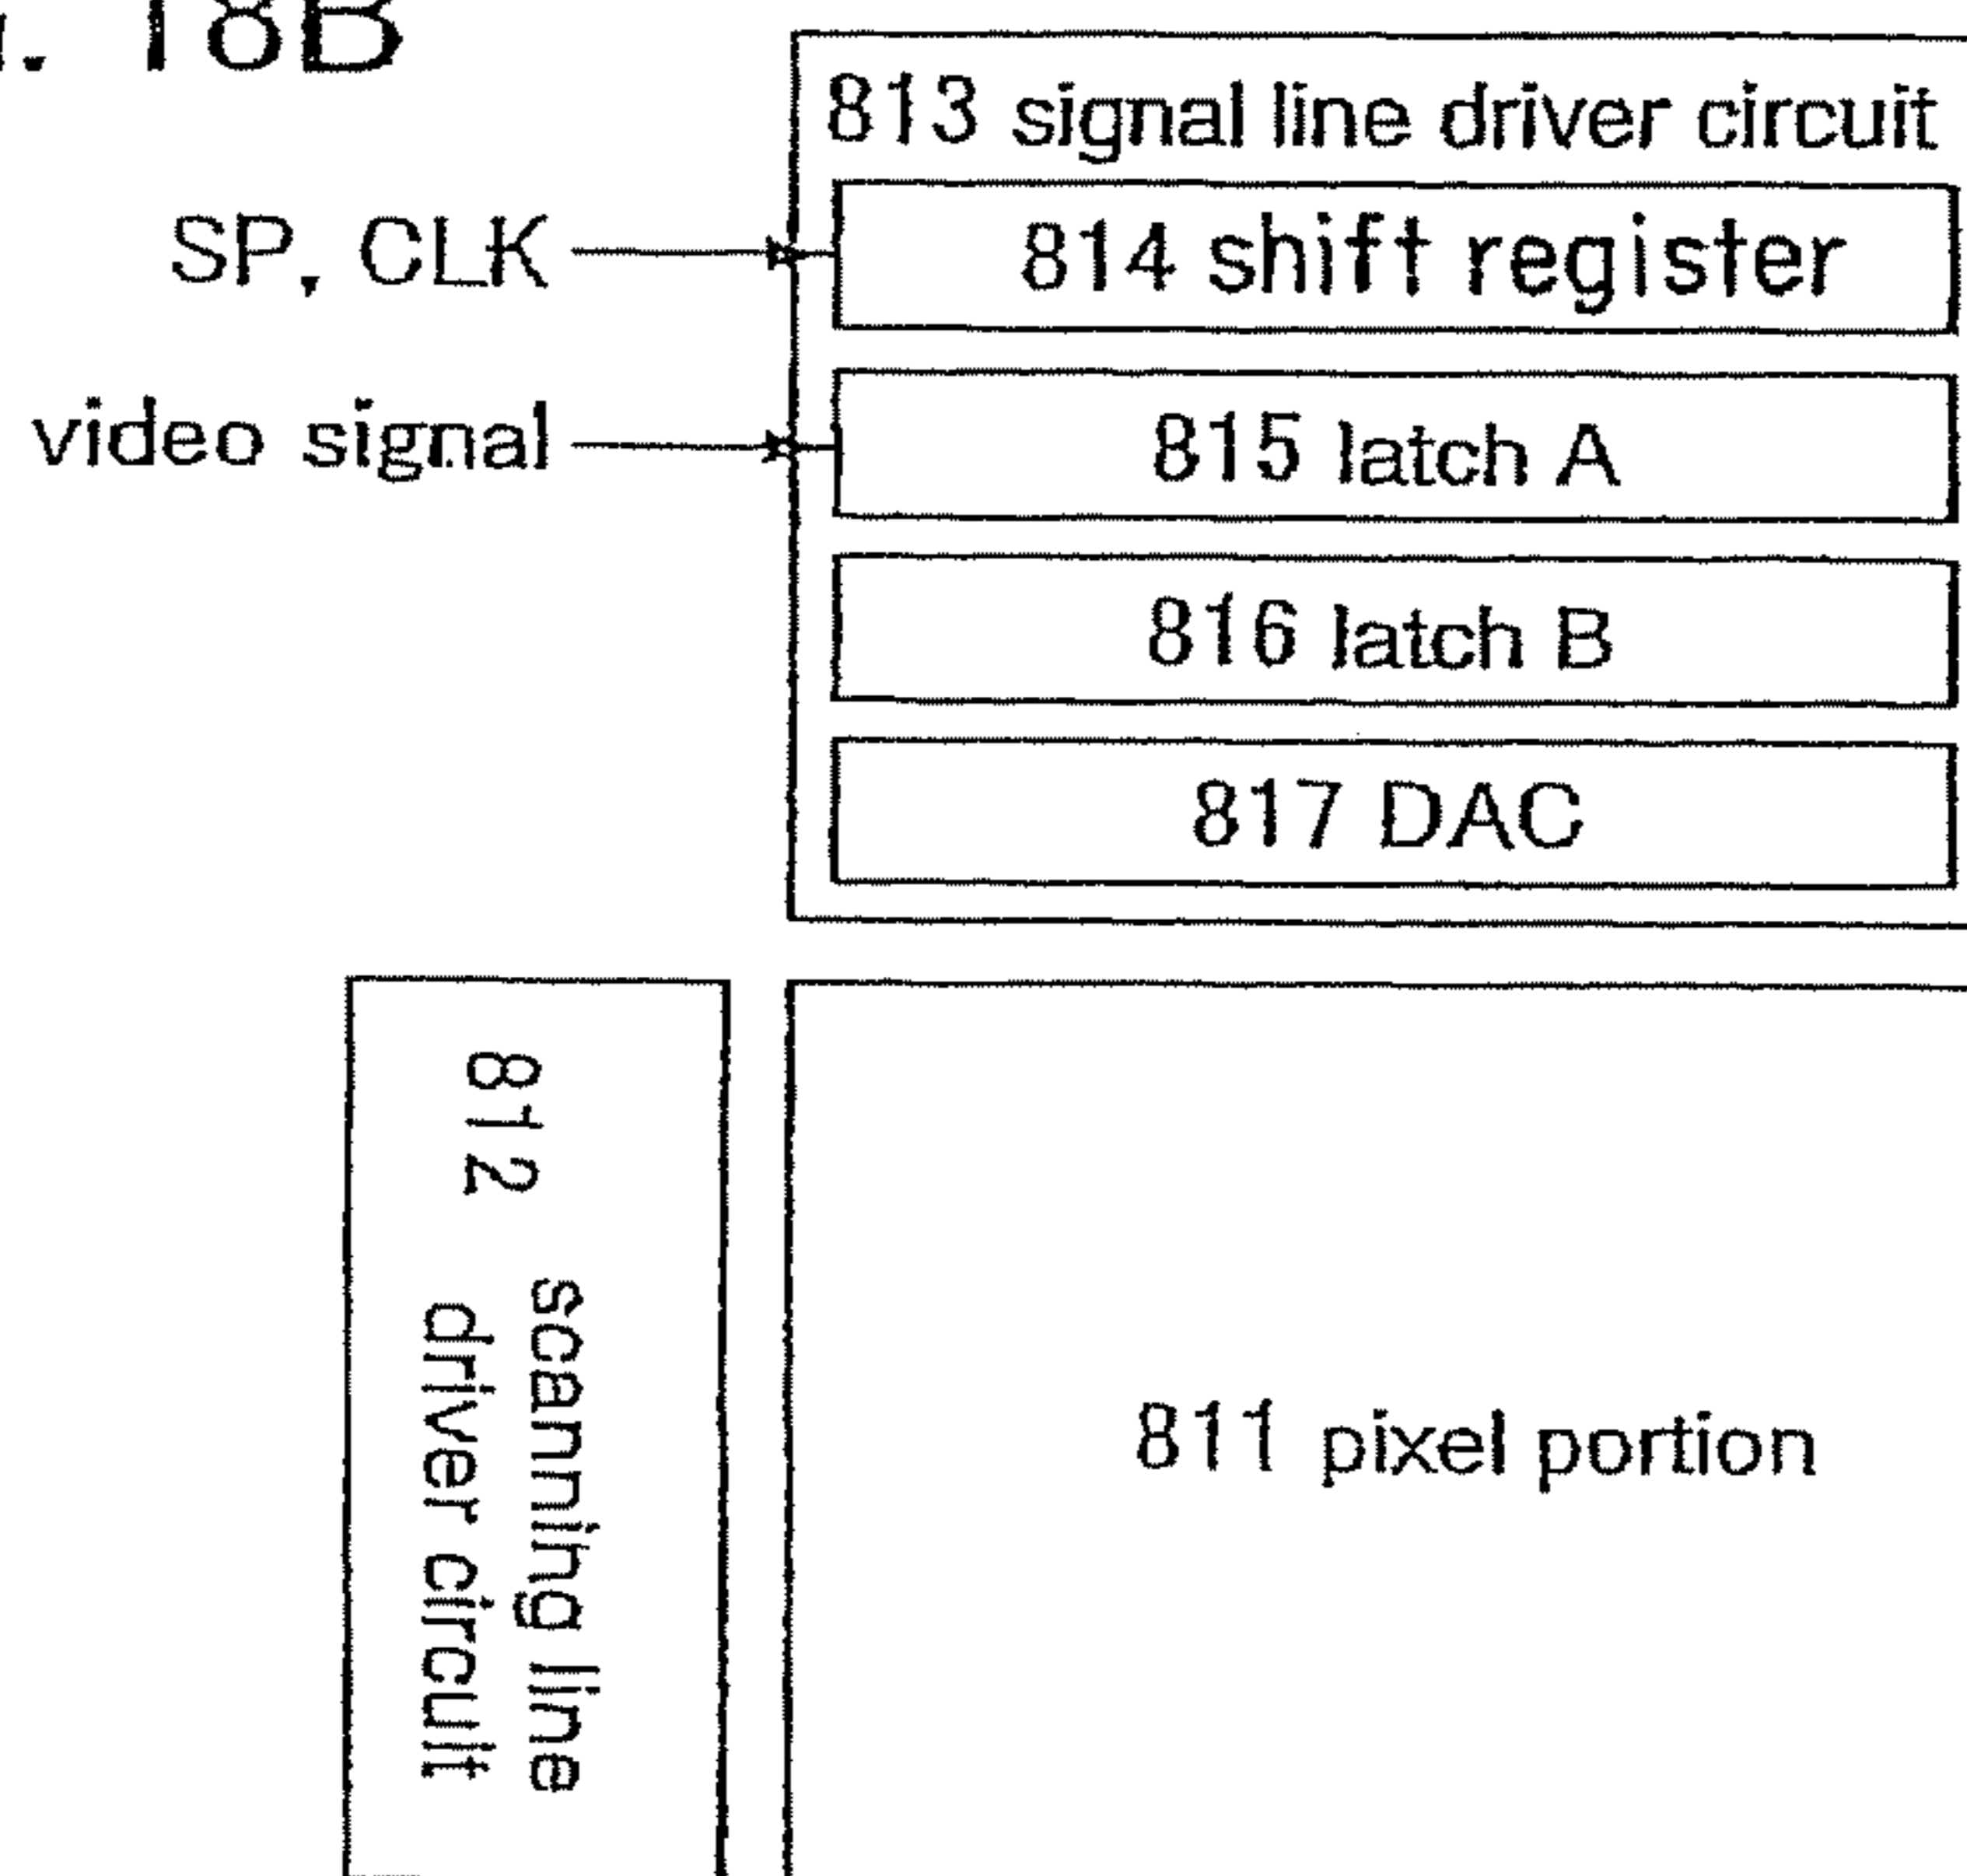 18B
813 signal line driver circuit
SP, CLK
814 shift register
video signal
815 latch A
816 latch B
817 DAC
812 scanning line
driver circuit
811 pixel portion